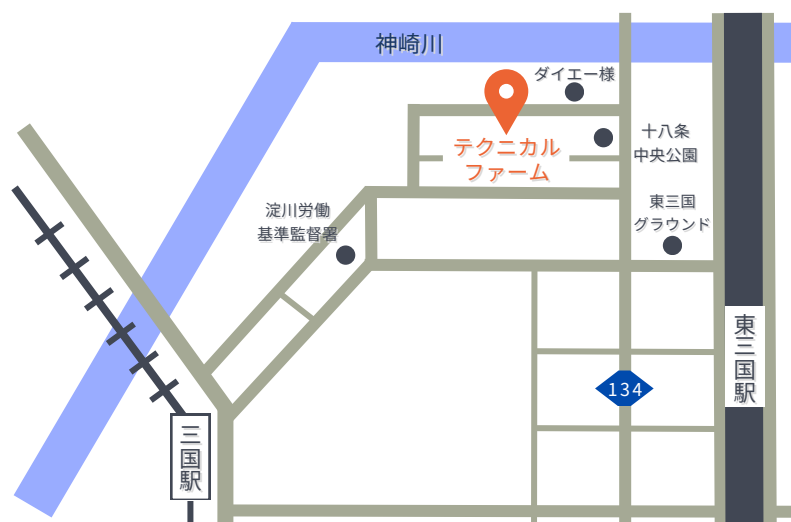 神崎川
ダイエー様
テクニカル
ファーム
十八条
中央公園
東三国
グラウンド
淀川労働
基準監督署
134
東三国駅
三国駅